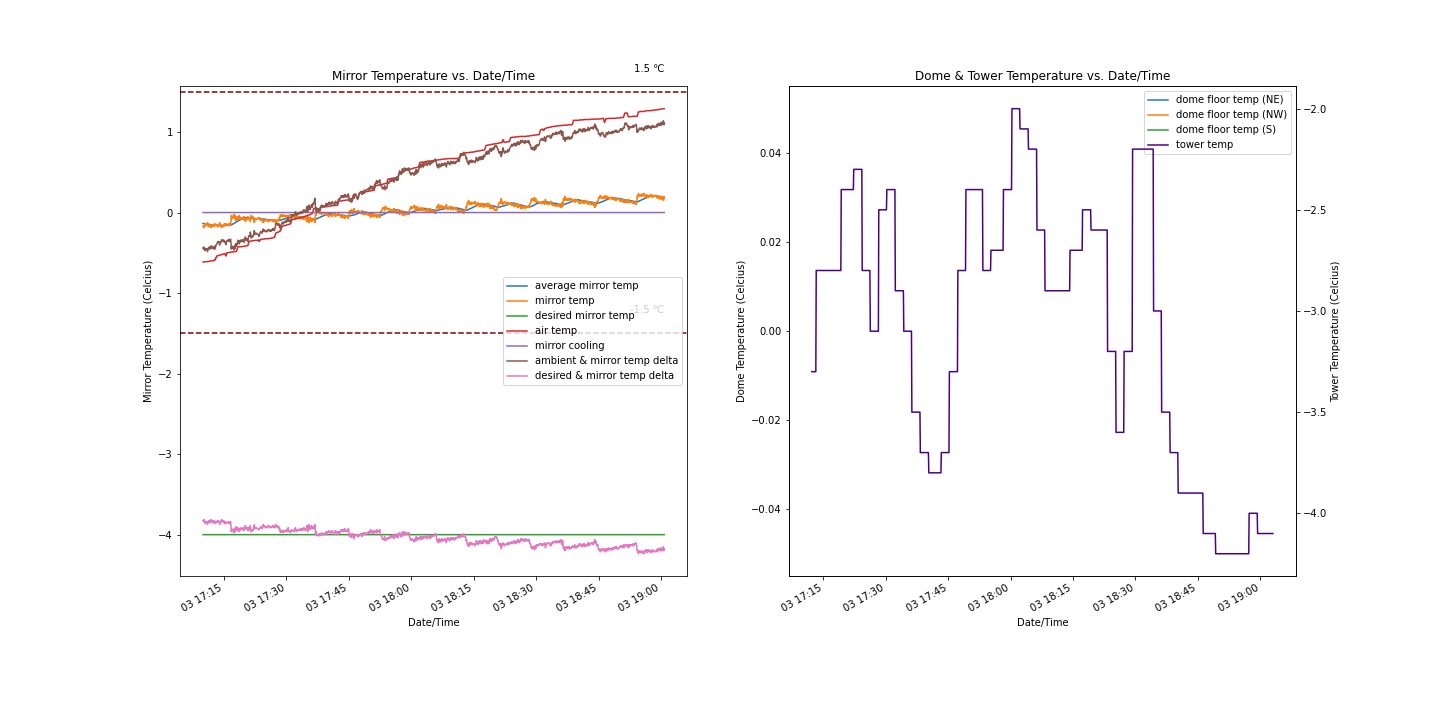 1.5 ℃
Mirror Temperature vs. Date/Time
Mirror Temperature (Celcius)
1
0
−1
−2
−3
−4
-1.5 ℃
average mirror temp
mirror temp
desired mirror temp
air temp
mirror cooling
ambient & mirror temp delta
desired & mirror temp delta
03 17:15
03 17:30
03 17:45
03 18:00
03 18:15
03 18:30
03 18:45
03 19:00
Date/Time
Dome & Tower Temperature vs. Date/Time
Dome Temperature (Celcius)
0.04
0.02
0.00
−0.02
−0.04
dome floor temp (NE)
dome floor temp (NW)
dome floor temp (S)
tower temp
−2.0
−2.5
−3.0
−3.5
−4.0
Tower Temperature (Celcius)
03 17:15
03 17:30
03 17:45
03 18:00
03 18:15
03 18:30
03 18:45
03 19:00
Date/Time